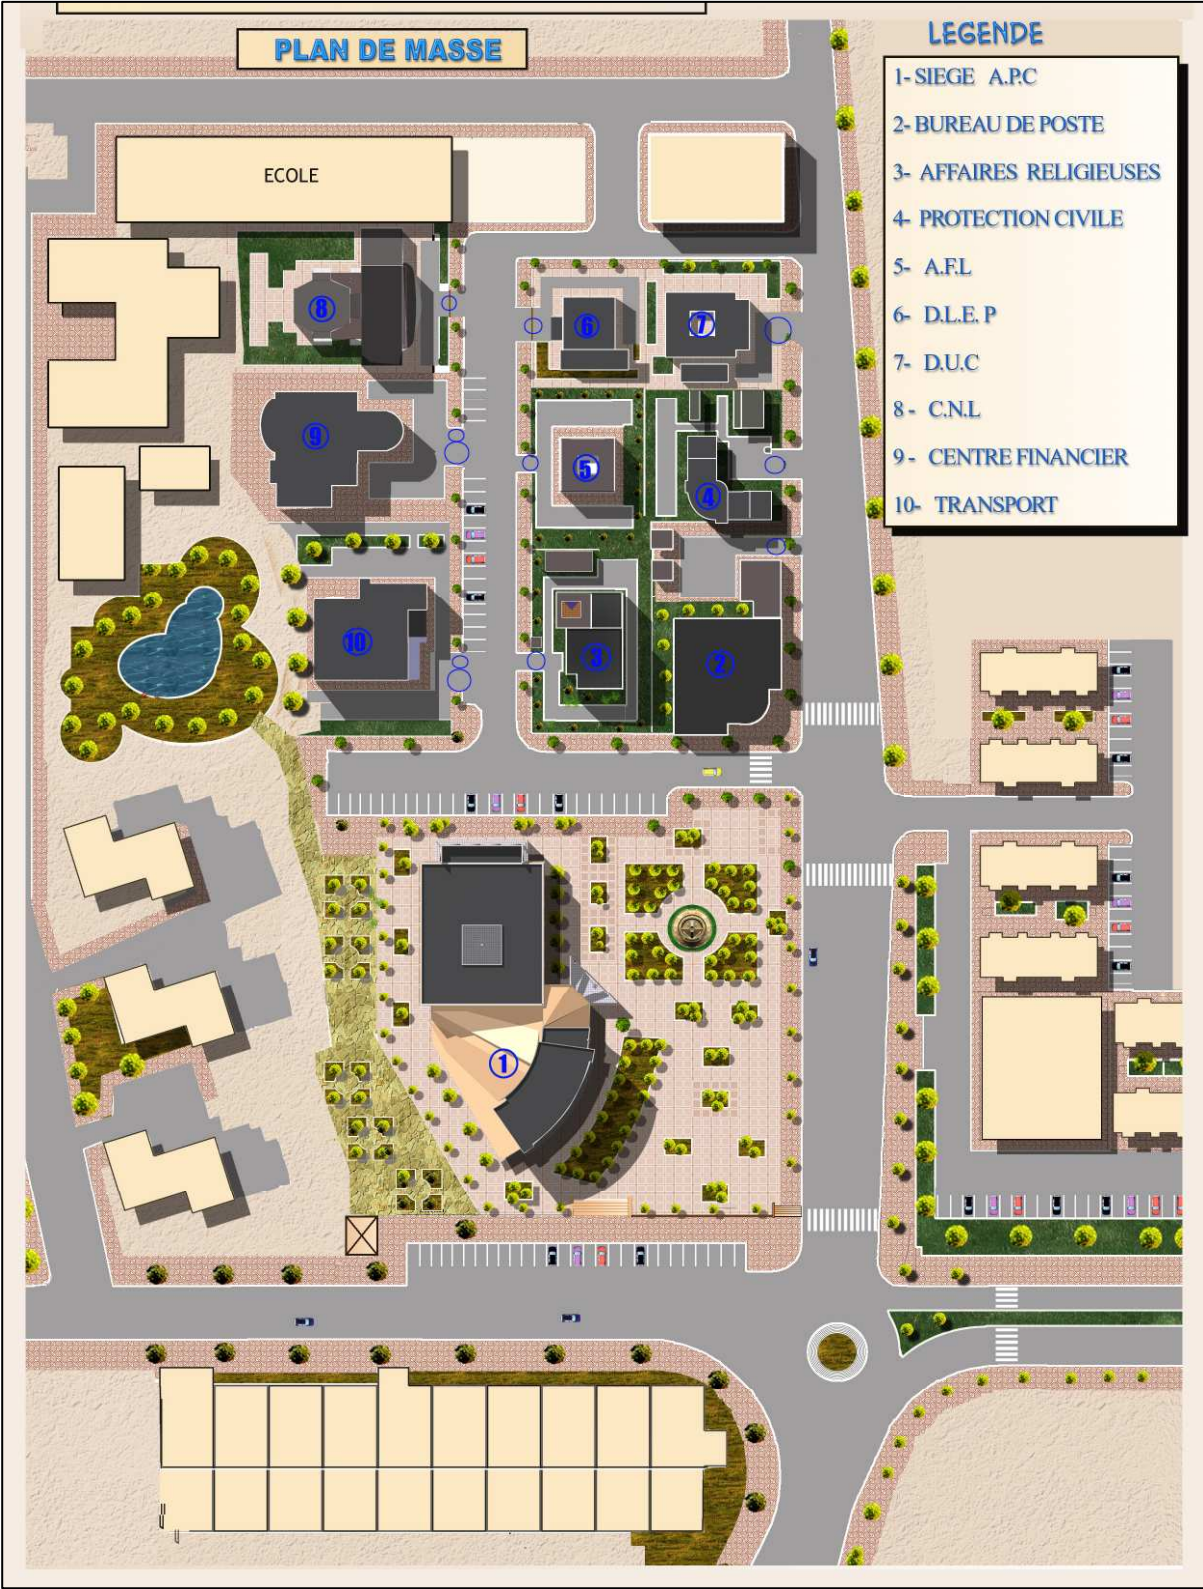 PLAN DE MASSE
LEGENDE
1- SIEGE A.P.C
2- BUREAU DE POSTE
3- AFFAIRES RELIGIEUSES
4- PROTECTION CIVILE
5- A.F.L
6- D.L.E. P
7- D.U.C
8 - C.N.L
9 - CENTRE FINANCIER
10- TRANSPORT
ECOLE
8
6
7
9
5
4
10
3
2
1